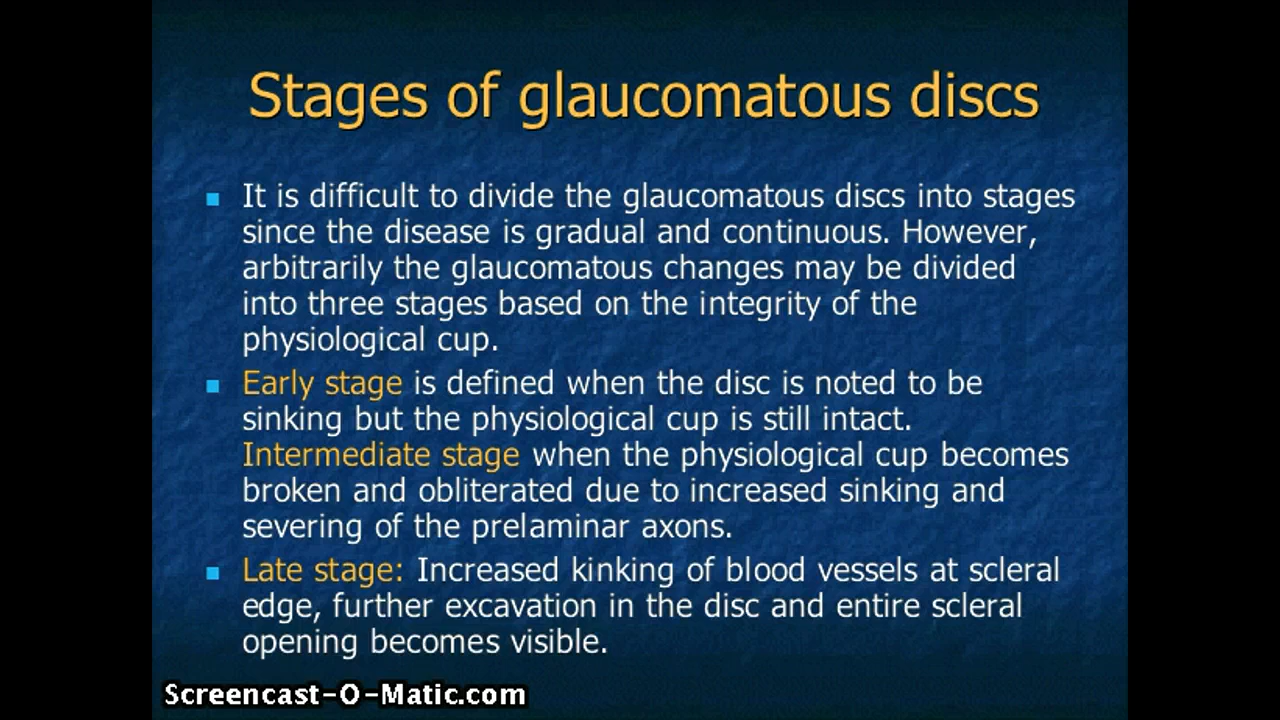 Stages of glaucomatous discs
It is difficult to divide the glaucomatous discs into stages
since the disease is gradual and continuous. However,
arbitrarily the glaucomatous changes may be divided
into three stages based on the integrity of the
physiological cup.
Early stage is defined when the disc is noted to be
sinking but the physiological cup is still intact.
Intermediate stage when the physiological cup becomes
broken and obliterated due to increased sinking and
severing of the prelaminar axons.
Late stage: Increased kinking of blood vessels at scleral
edge, further excavation in the disc and entire scleral
opening becomes visible.
Screencast-O-Matic.com